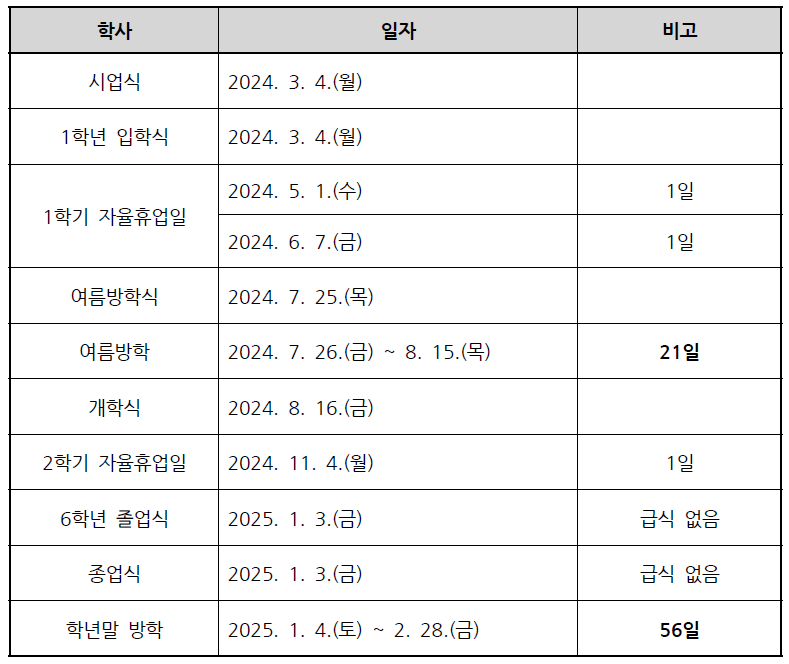 학사 일자 비고
시업식 2024. 3. 4.(월)
1학년 입학식 2024. 3. 4.(월)
1학기 자율휴업일 2024. 5. 1.(수) 1일
2024. 6. 7.(금) 1일
여름방학식 2024. 7. 25.(목)
여름방학 2024. 7. 26.(금) ~ 8. 15.(목) 21일
개학식 2024. 8. 16.(금)
2학기 자율휴업일 2024. 11. 4.(월) 1일
6학년 졸업식 2025. 1. 3.(금) 급식 없음
종업식 2025. 1. 3.(금) 급식 없음
학년말 방학 2025. 1. 4.(토) ~ 2. 28.(금) 56일